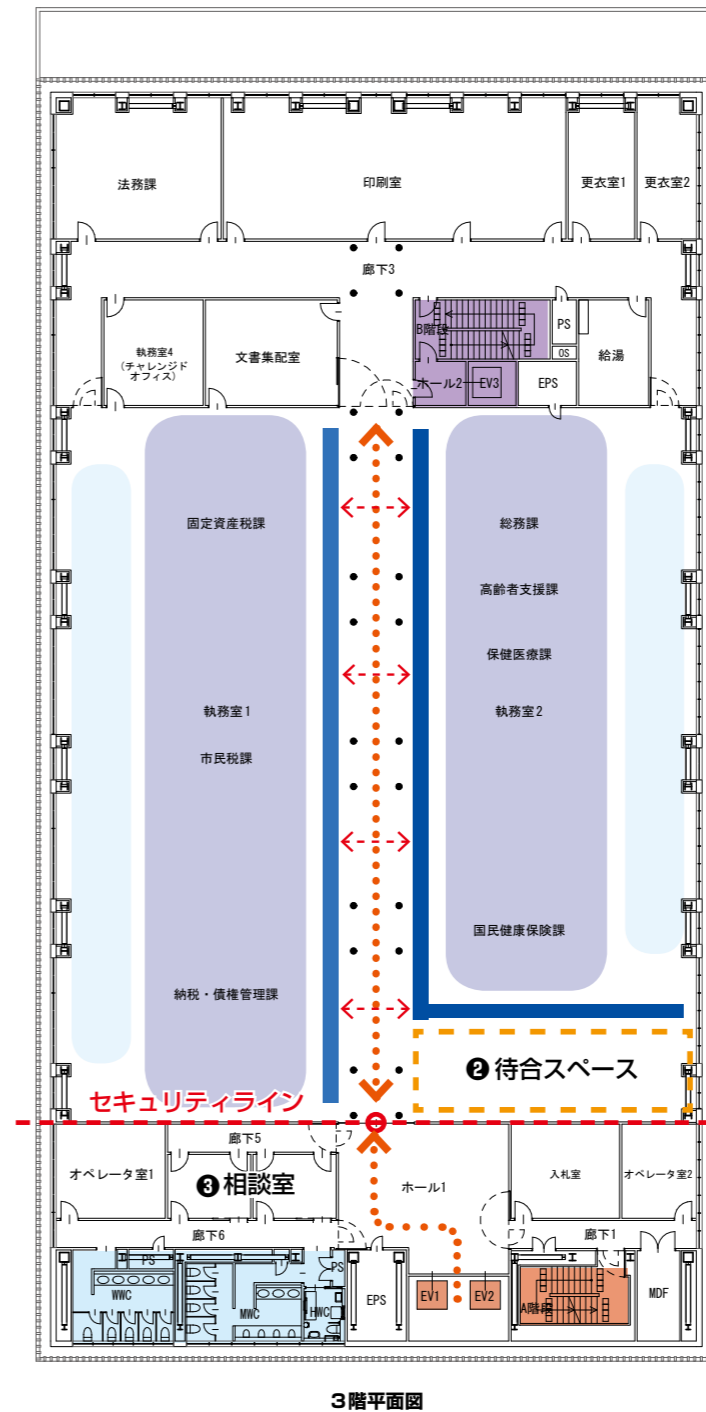 法務課
印刷室
更衣室1
更衣室2
廊下3
B階段
PS
OS
給湯
執務室4
(チャレンジド
オフィス)
文書集配室
ホール2
EV3
EPS
固定資産税課
総務課
高齢者支援課
保健医療課
執務室1
執務室2
市民税課
国民健康保険課
納税・債権管理課
❷待合スペース
セキュリティライン
廊下5
オペレータ室1
❸相談室
ホール1
入札室
オペレータ室2
廊下6
廊下1
PS
PS
WWC
MWC
HWC
EPS
EV1
EV2
A階段
MDF
3階平面図